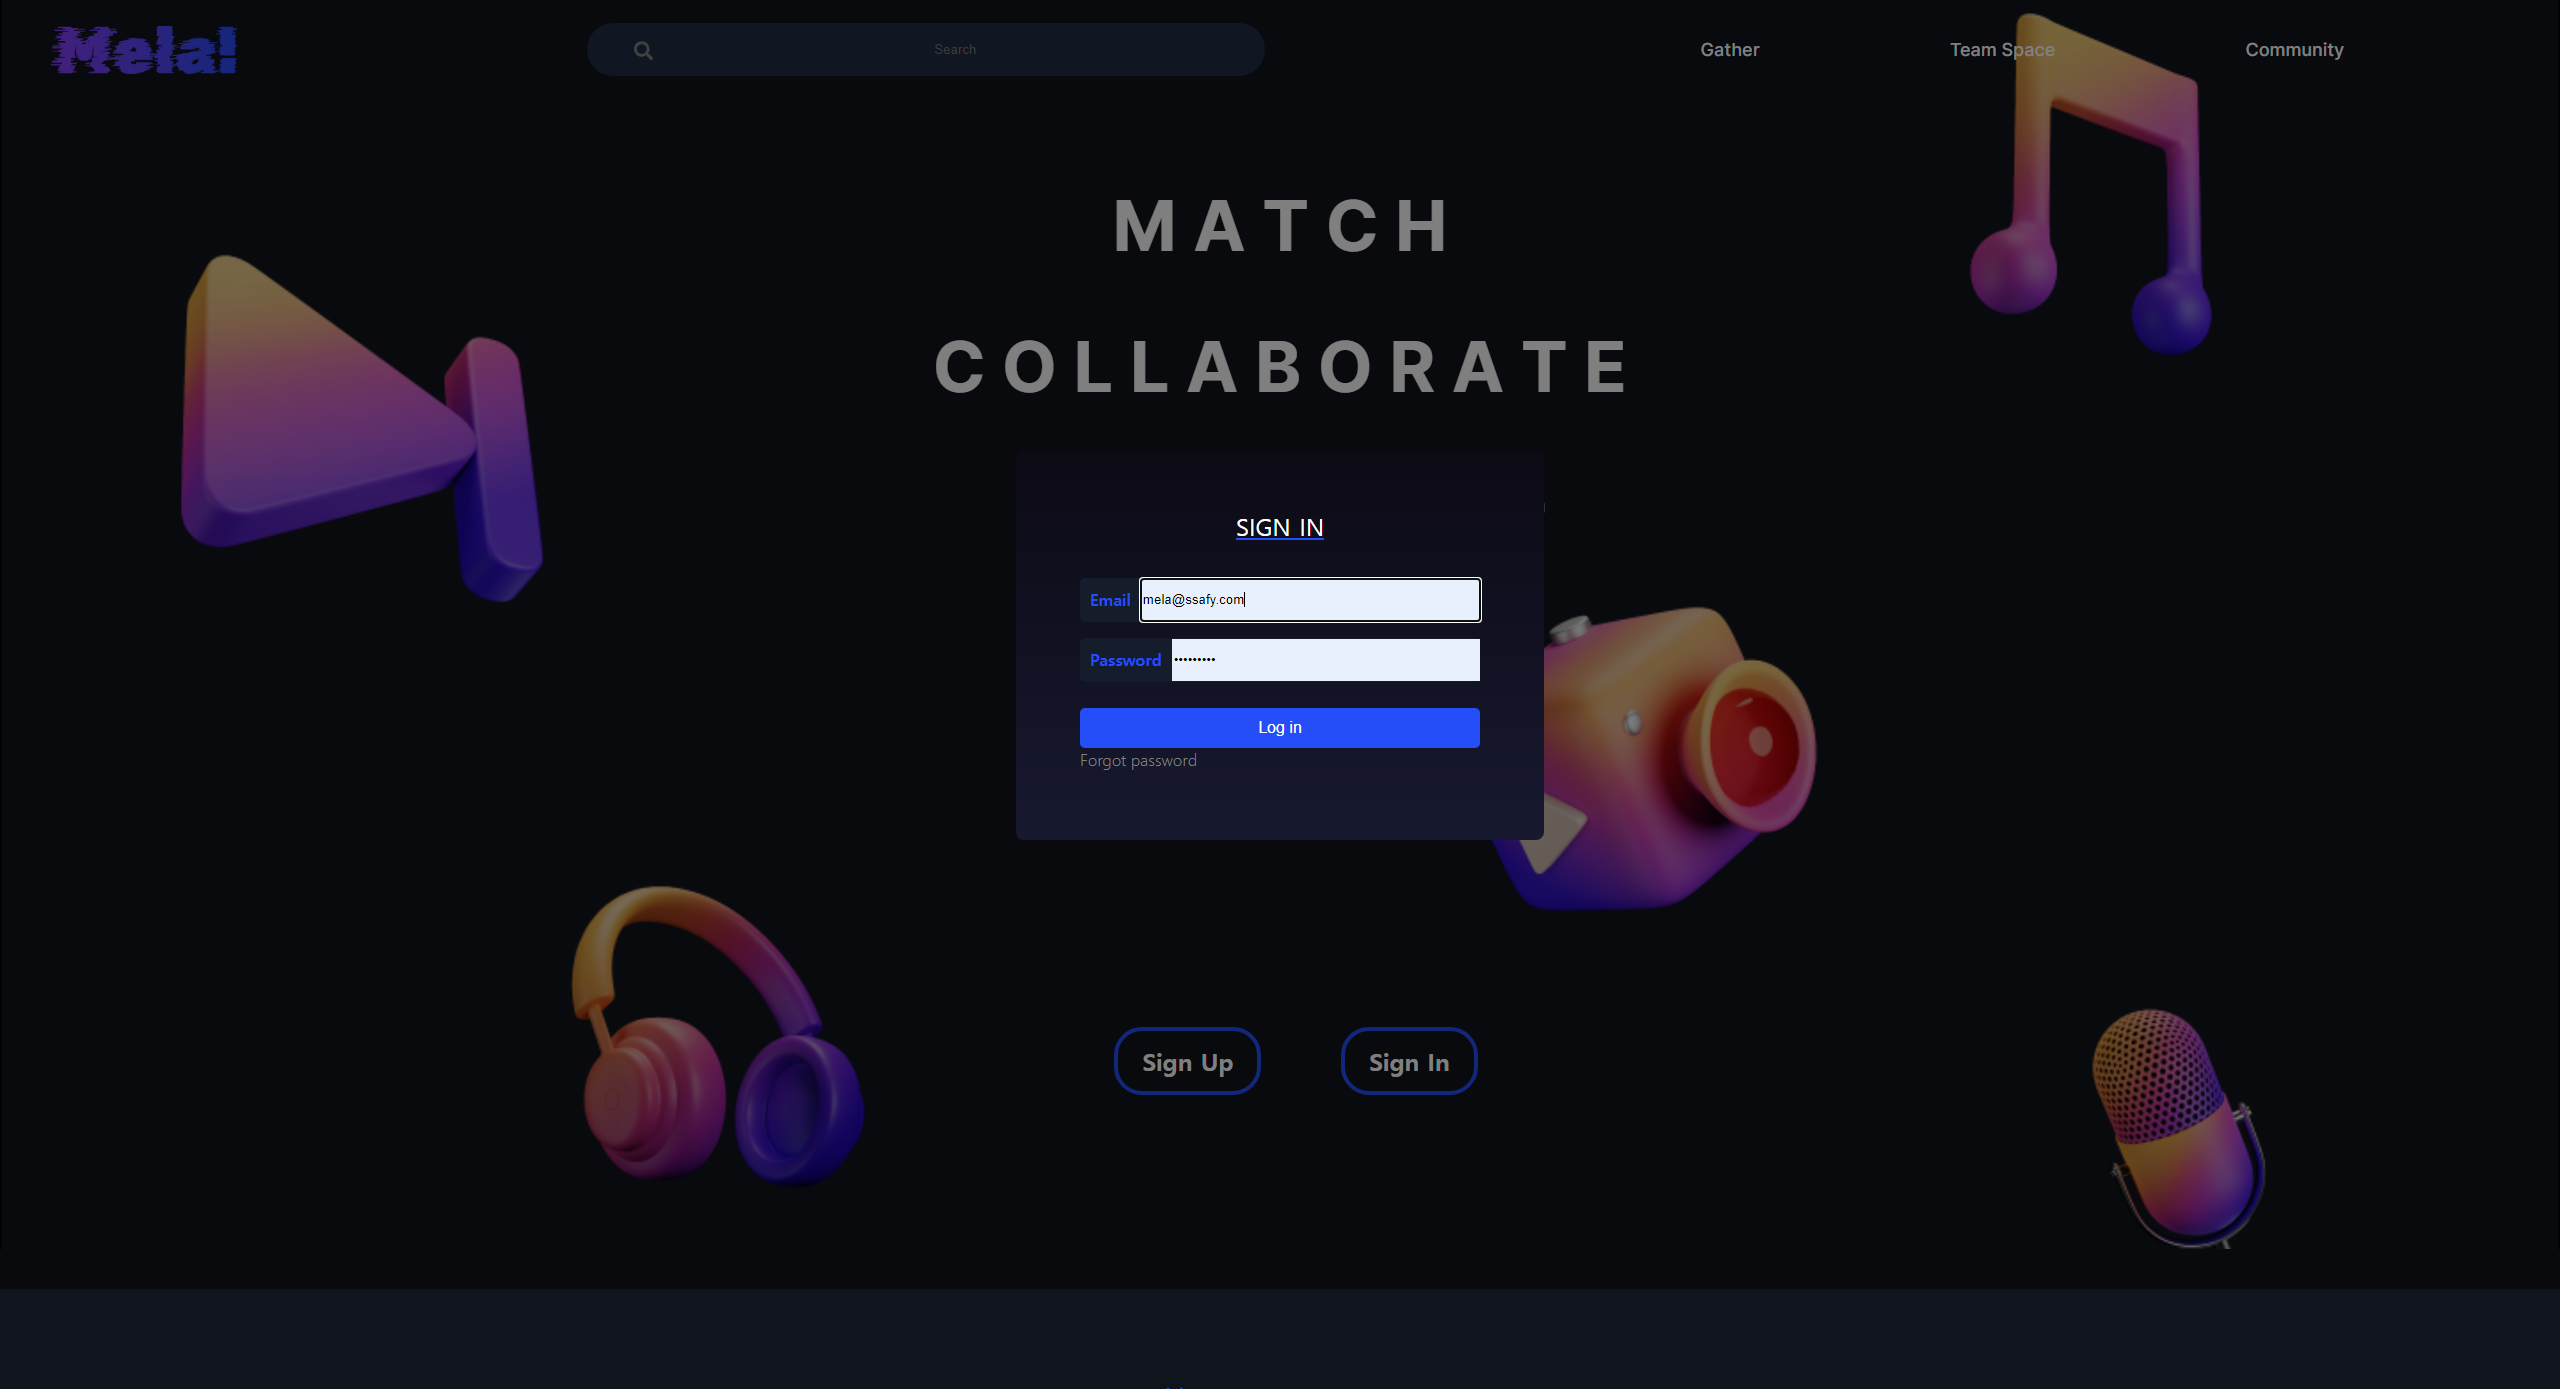 Mela!
Search
Gather
Team Space
Community
MATCH
COLLABORATE
SIGN IN
Email
mela@ssafy.com
Password
•••••••••
Log in
Forgot password
Sign Up
Sign In